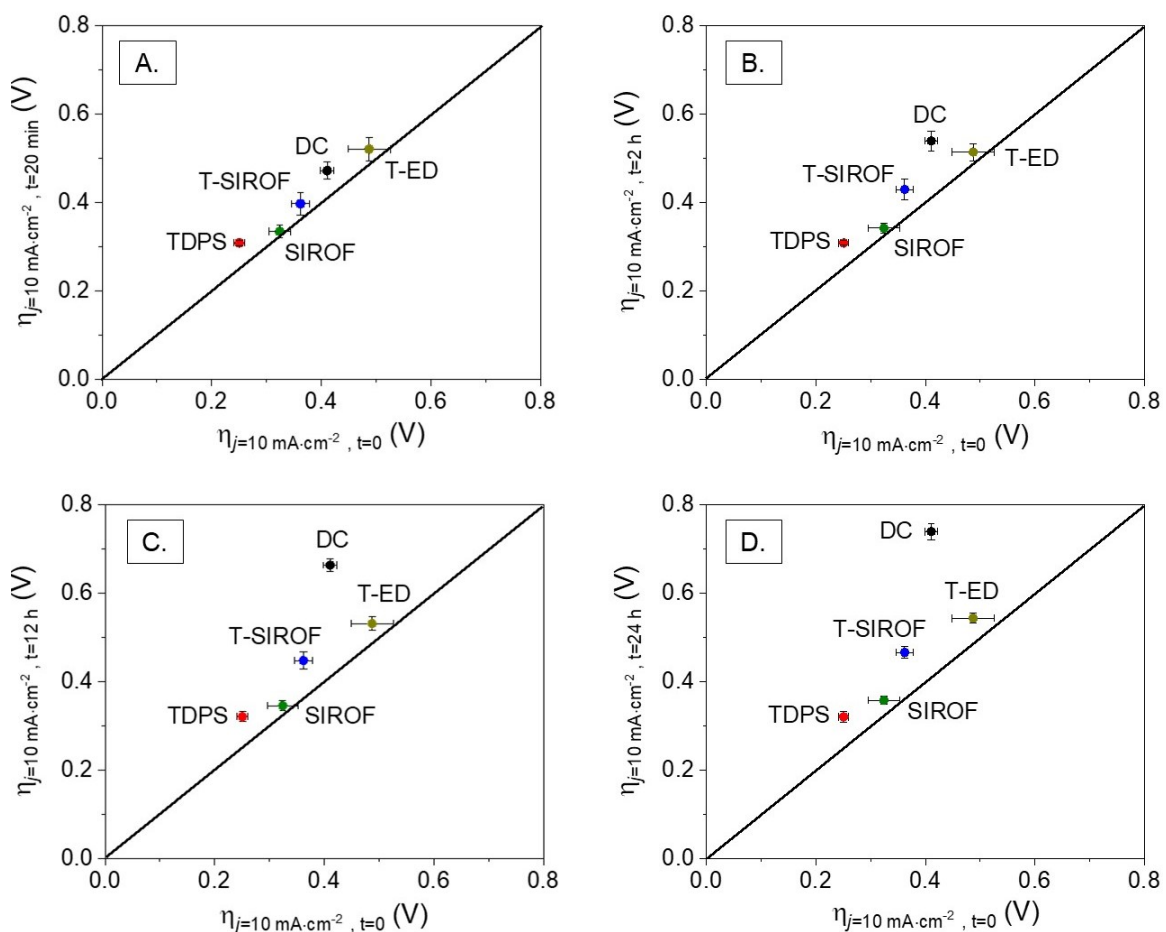 A.
0.8
0.6
0.4
0.2
0.0
ηj=10 mA·cm-2 , t=20 min (V)
DC
T-ED
T-SIROF
TDPS
SIROF
0.0 0.2 0.4 0.6 0.8
ηj=10 mA·cm-2 , t=0 (V)
B.
0.8
0.6
0.4
0.2
0.0
ηj=10 mA·cm-2 , t=2 h (V)
DC
T-ED
T-SIROF
TDPS
SIROF
0.0 0.2 0.4 0.6 0.8
ηj=10 mA·cm-2 , t=0 (V)
C.
0.8
0.6
0.4
0.2
0.0
ηj=10 mA·cm-2 , t=12 h (V)
DC
T-ED
T-SIROF
TDPS
SIROF
0.0 0.2 0.4 0.6 0.8
ηj=10 mA·cm-2 , t=0 (V)
D.
0.8
0.6
0.4
0.2
0.0
ηj=10 mA·cm-2 , t=24 h (V)
DC
T-ED
T-SIROF
TDPS
SIROF
0.0 0.2 0.4 0.6 0.8
ηj=10 mA·cm-2 , t=0 (V)